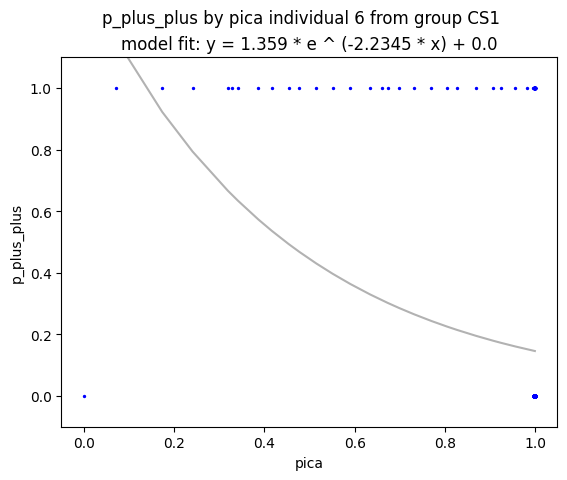 p_plus_plus by pica individual 6 from group CS1
model fit: y = 1.359 * e ^ (-2.2345 * x) + 0.0
1.0
0.8
0.6
0.4
0.2
0.0
p_plus_plus
0.0 0.2 0.4 0.6 0.8 1.0
pica